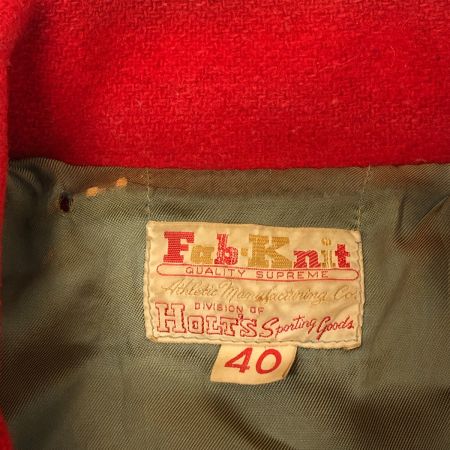 Fab-Knit
QUALITY SUPREME
Athletic Manufacturing Co.
DIVISION OF
HOLT'S Sporting Goods.
40